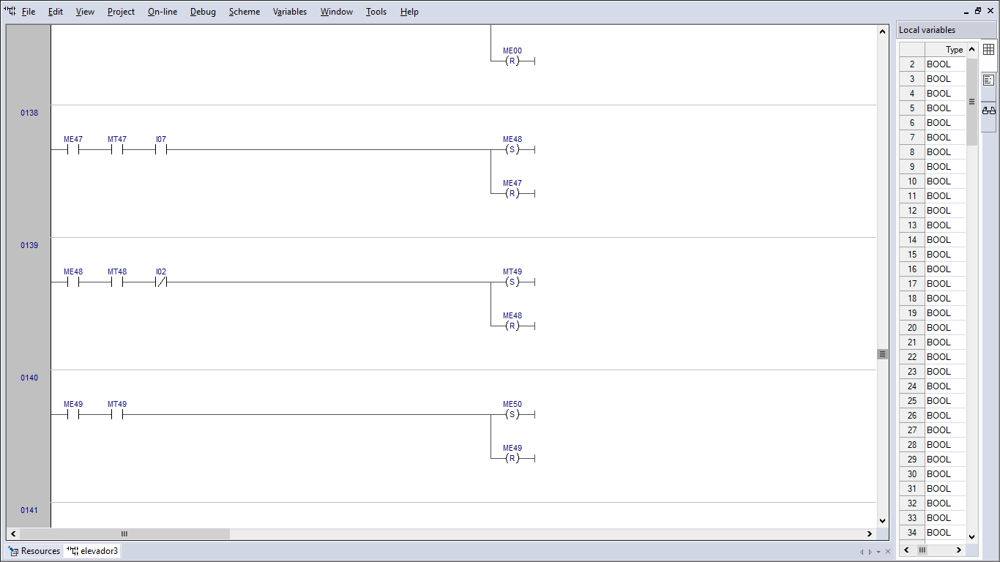 File Edit View Project On-line Debug Scheme Variables Window Tools Help
ME00
(R)
0138
ME47 MT47 I07 ME48
(S)
ME47
(R)
0139
ME48 MT48 I02 MT49
(S)
ME48
(R)
0140
ME49 MT49 ME50
(S)
ME49
(R)
0141
Resources elevador3
Local variables
Type
2 BOOL
3 BOOL
4 BOOL
5 BOOL
6 BOOL
7 BOOL
8 BOOL
9 BOOL
10 BOOL
11 BOOL
12 BOOL
13 BOOL
14 BOOL
15 BOOL
16 BOOL
17 BOOL
18 BOOL
19 BOOL
20 BOOL
21 BOOL
22 BOOL
23 BOOL
24 BOOL
25 BOOL
26 BOOL
27 BOOL
28 BOOL
29 BOOL
30 BOOL
31 BOOL
32 BOOL
33 BOOL
34 BOOL